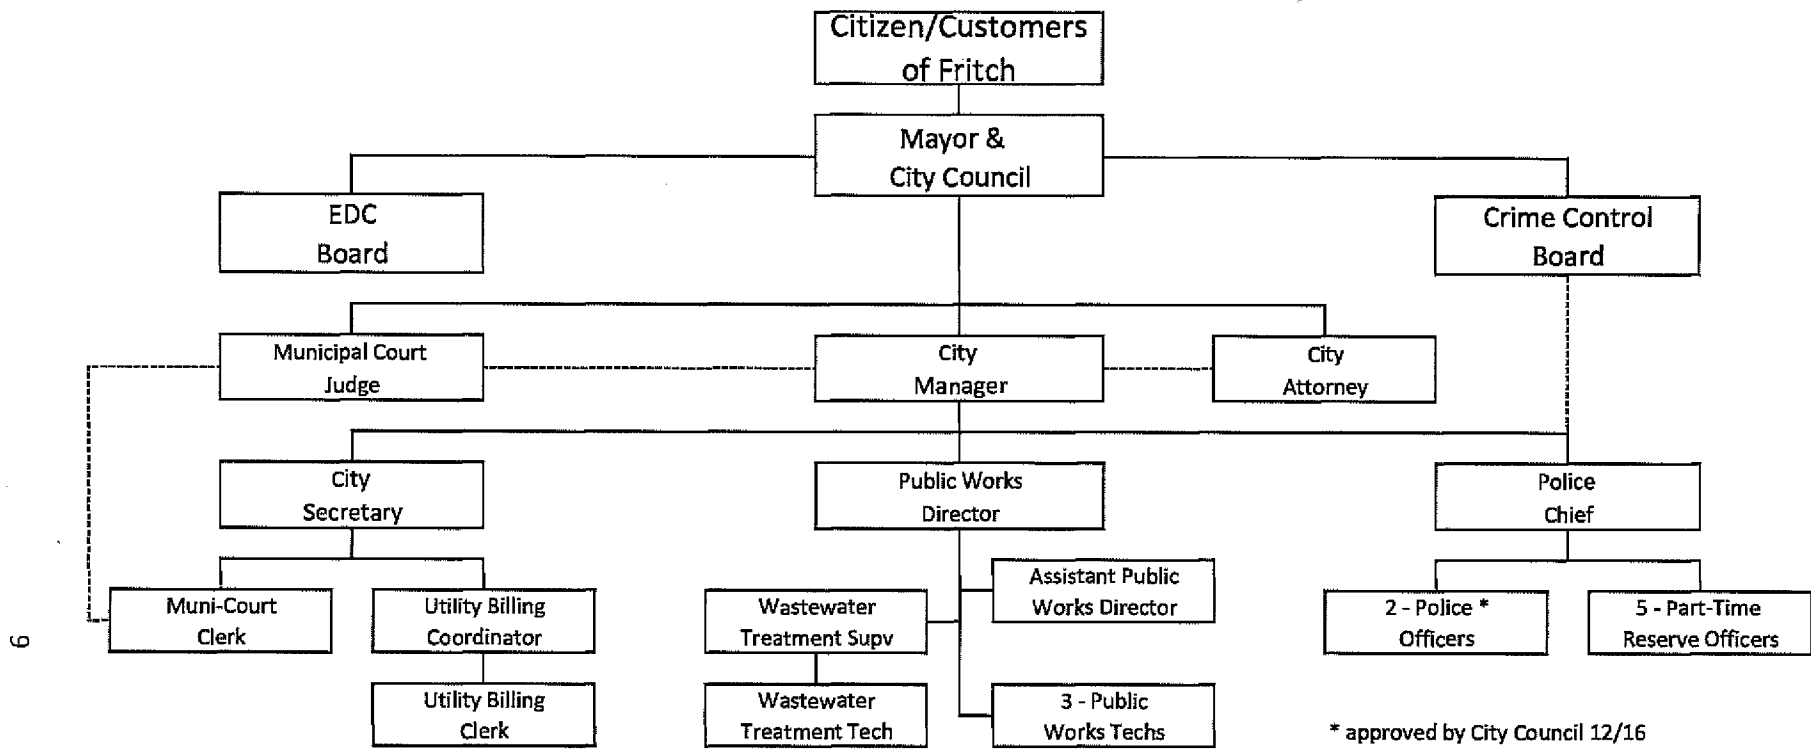 Citizen/Customers
of Fritch
Mayor &
City Council
EDC
Board
Crime Control
Board
Municipal Court
Judge
City
Manager
City
Attorney
City
Secretary
Public Works
Director
Police
Chief
Muni-Court
Clerk
Utility Billing
Coordinator
Wastewater
Treatment Supv
Assistant Public
Works Director
2 - Police *
Officers
5 - Part-Time
Reserve Officers
Utility Billing
Clerk
Wastewater
Treatment Tech
3 - Public
Works Techs
* approved by City Council 12/16
9